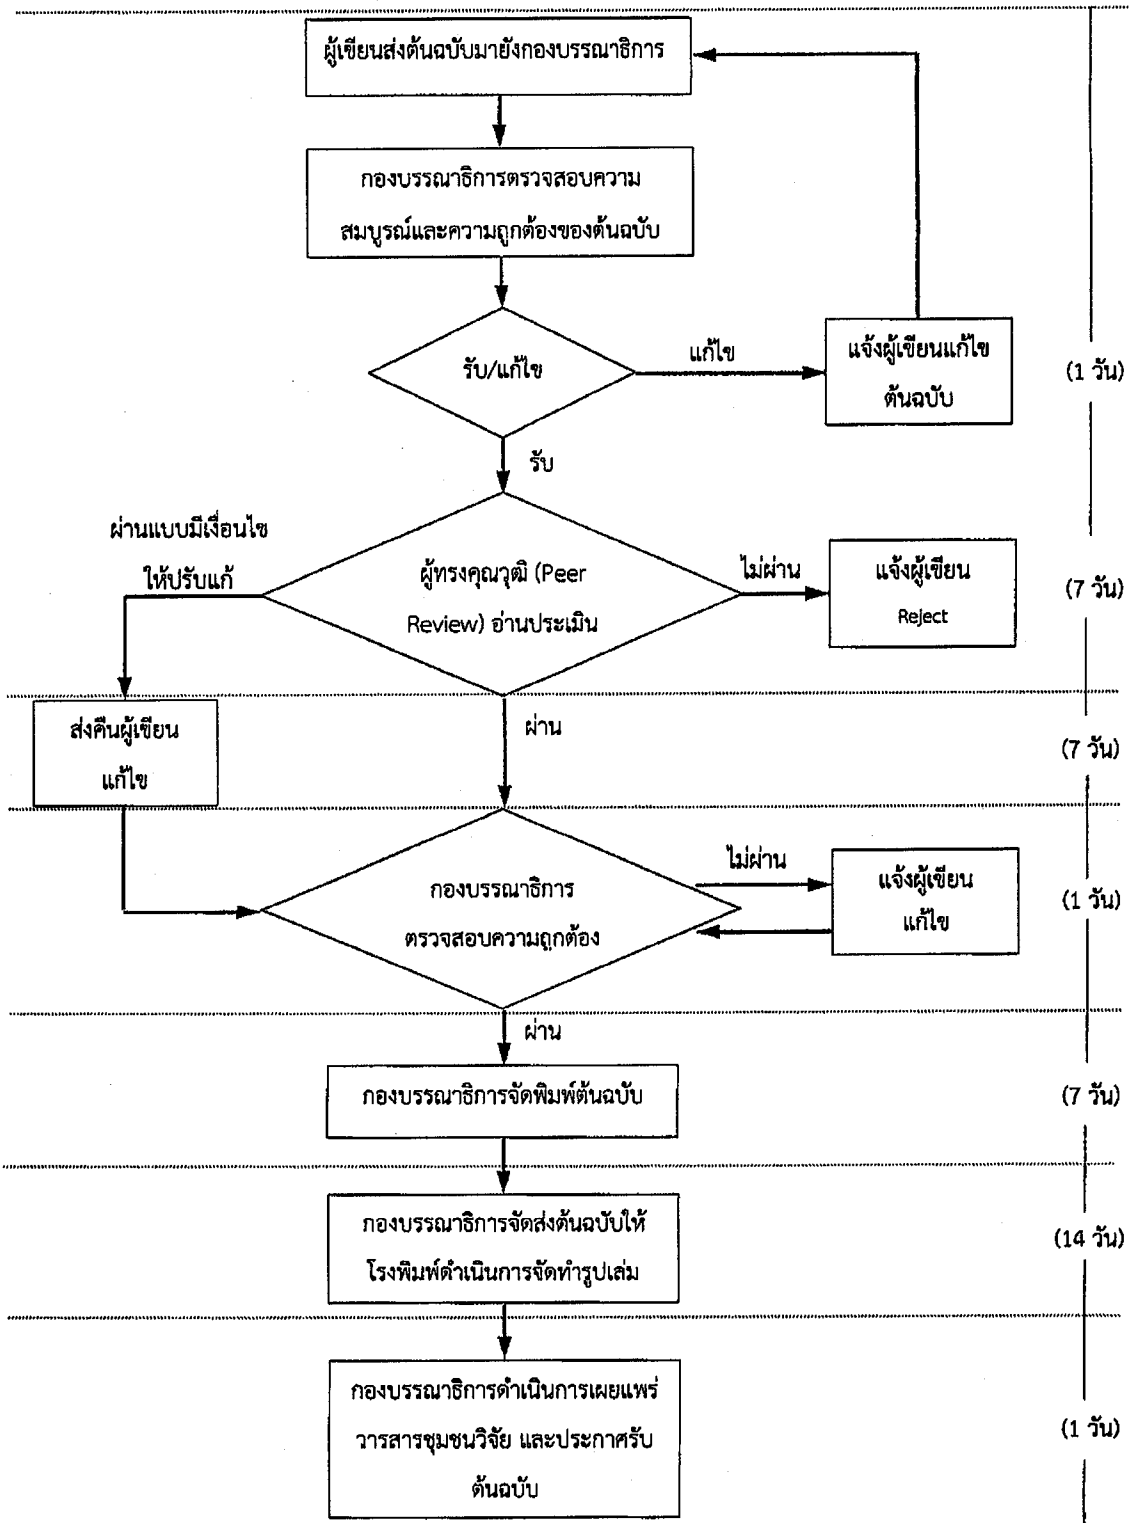 ผู้เขียนส่งต้นฉบับมายังกองบรรณาธิการ
กองบรรณาธิการตรวจสอบความ
สมบูรณ์และความถูกต้องของต้นฉบับ
รับ/แก้ไข
แก้ไข
แจ้งผู้เขียนแก้ไข
ต้นฉบับ
(1 วัน)
รับ
ผ่านแบบมีเงื่อนไข
ให้ปรับแก้
ผู้ทรงคุณวุฒิ (Peer
Review) อ่านประเมิน
ไม่ผ่าน
แจ้งผู้เขียน
Reject
(7 วัน)
ส่งคืนผู้เขียน
แก้ไข
ผ่าน
(7 วัน)
กองบรรณาธิการ
ตรวจสอบความถูกต้อง
ไม่ผ่าน
แจ้งผู้เขียน
แก้ไข
(1 วัน)
ผ่าน
กองบรรณาธิการจัดพิมพ์ต้นฉบับ
(7 วัน)
กองบรรณาธิการจัดส่งต้นฉบับให้
โรงพิมพ์ดำเนินการจัดทำรูปเล่ม
(14 วัน)
กองบรรณาธิการดำเนินการเผยแพร่
วารสารชุมชนวิจัย และประกาศรับ
ต้นฉบับ
(1 วัน)